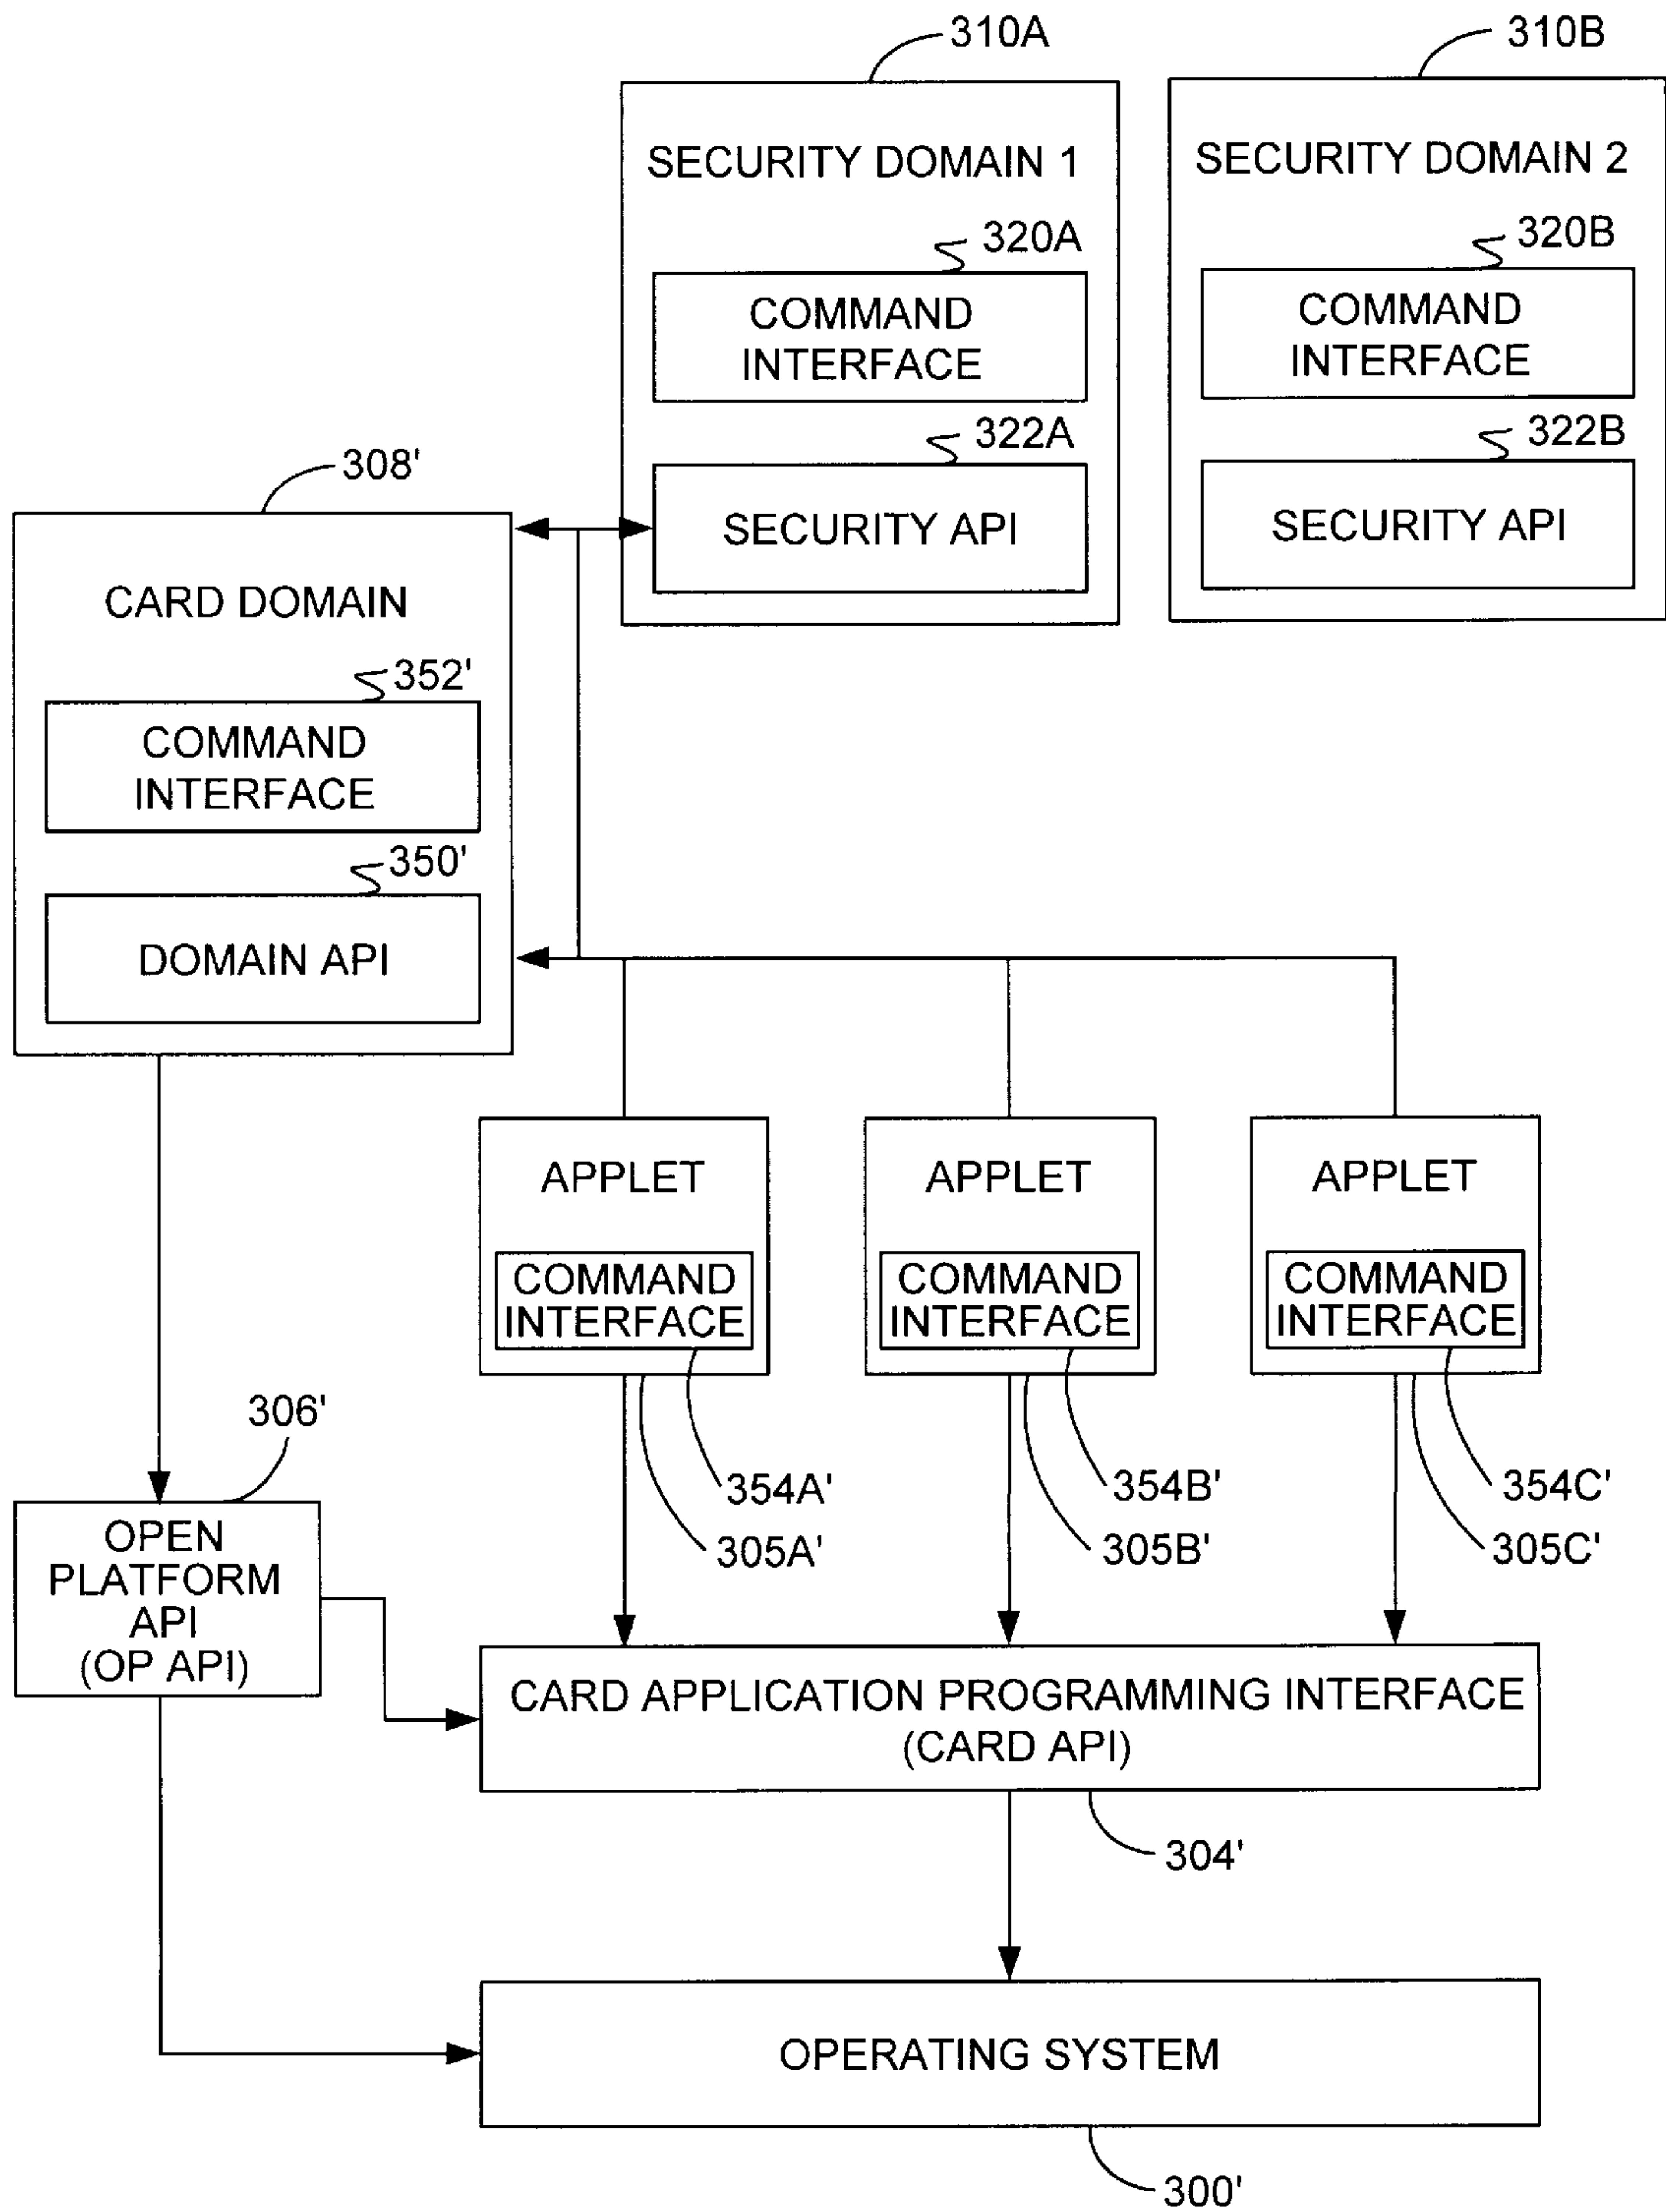 310A
310B
SECURITY DOMAIN 1
SECURITY DOMAIN 2
320A
320B
COMMAND
INTERFACE
COMMAND
INTERFACE
322A
322B
SECURITY API
SECURITY API
308'
CARD DOMAIN
352'
COMMAND
INTERFACE
350'
DOMAIN API
APPLET
APPLET
APPLET
COMMAND
INTERFACE
COMMAND
INTERFACE
COMMAND
INTERFACE
306'
354A'
354B'
354C'
305A'
305B'
305C'
OPEN
PLATFORM
API
(OP API)
CARD APPLICATION PROGRAMMING INTERFACE
(CARD API)
304'
OPERATING SYSTEM
300'